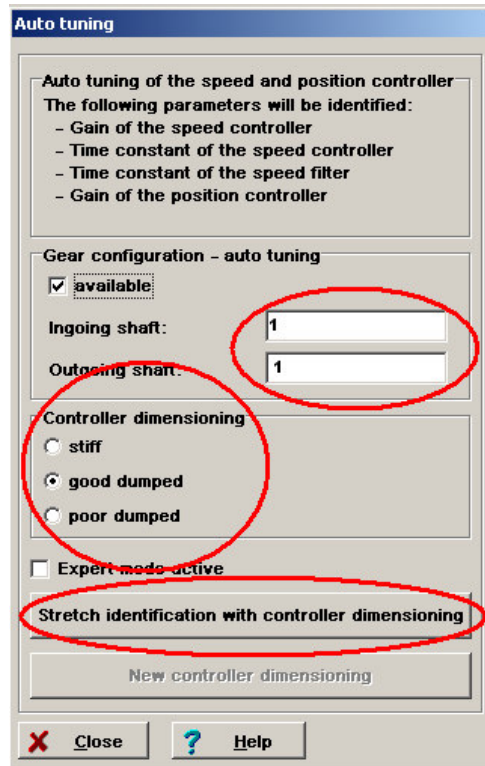 Auto tuning
Auto tuning of the speed and position controller
The following parameters will be identified:
- Gain of the speed controller
- Time constant of the speed controller
- Time constant of the speed filter
- Gain of the position controller
Gear configuration - auto tuning
available
Ingoing shaft: 1
Outgoing shaft: 1
Controller dimensioning
stiff
good dumped
poor dumped
Expert mode active
Stretch identification with controller dimensioning
New controller dimensioning
Close ? Help